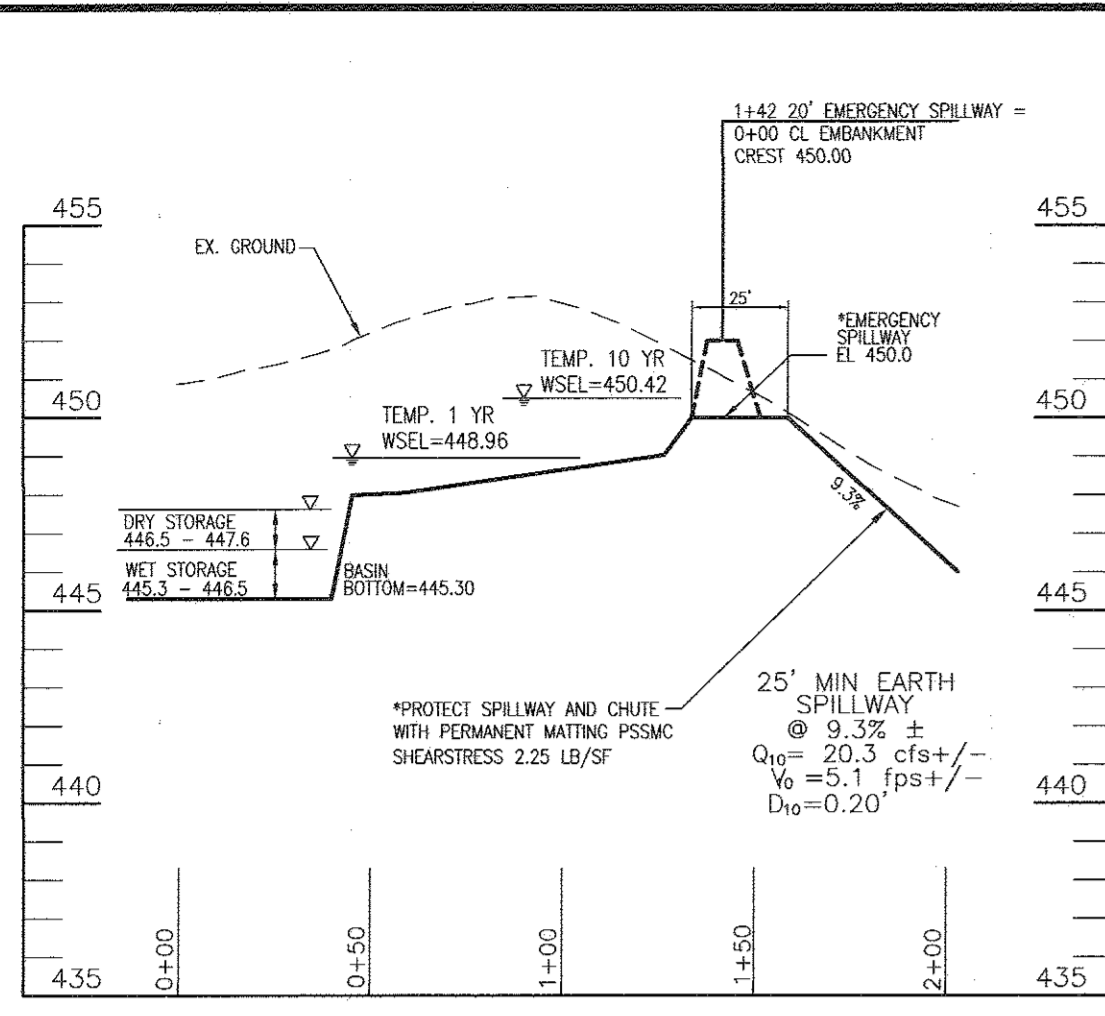 1+42 20' EMERGENCY SPILLWAY =
0+00 CL EMBANKMENT
CREST 450.00
455
455
EX. GROUND
25'
*EMERGENCY
SPILLWAY
EL 450.0
TEMP. 10 YR
WSEL=450.42
450
450
TEMP. 1 YR
WSEL=448.96
9.3%
DRY STORAGE
446.5 - 447.6
WET STORAGE
445.3 - 446.5
BASIN
BOTTOM=445.30
445
445
*PROTECT SPILLWAY AND CHUTE
WITH PERMANENT MATTING PSSMC
SHEARSTRESS 2.25 LB/SF
25' MIN EARTH
SPILLWAY
@ 9.3% ±
Q₁₀= 20.3 cfs+/-
V₀ =5.1 fps+/-
D₁₀=0.20'
440
440
0+00
0+50
1+00
1+50
2+00
435
435